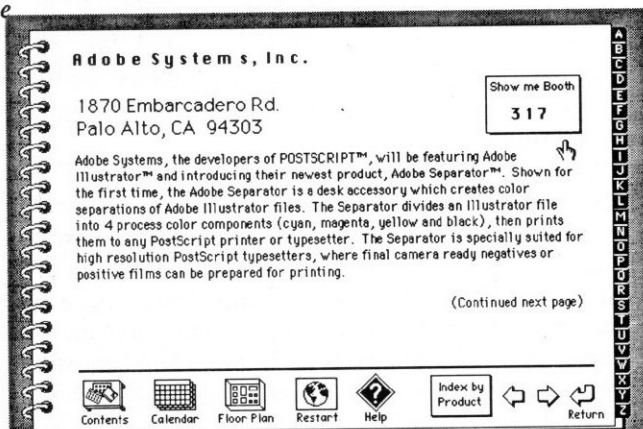 e
Adobe Systems, Inc.
Show me Booth
317
1870 Embarcadero Rd.
Palo Alto, CA 94303
Adobe Systems, the developers of POSTSCRIPT™, will be featuring Adobe
Illustrator™ and introducing their newest product, Adobe Separator™. Shown for
the first time, the Adobe Separator is a desk accessory which creates color
separations of Adobe Illustrator files. The Separator divides an Illustrator file
into 4 process color components (cyan, magenta, yellow and black), then prints
them to any PostScript printer or typesetter. The Separator is specially suited for
high resolution PostScript typesetters, where final camera ready negatives or
positive films can be prepared for printing.
(Continued next page)
Contents
Calendar
Floor Plan
Restart
?
Help
Index by
Product
Return
A
B
C
D
E
F
G
H
I
J
K
L
M
N
O
P
Q
R
S
T
U
V
W
X
Y
Z